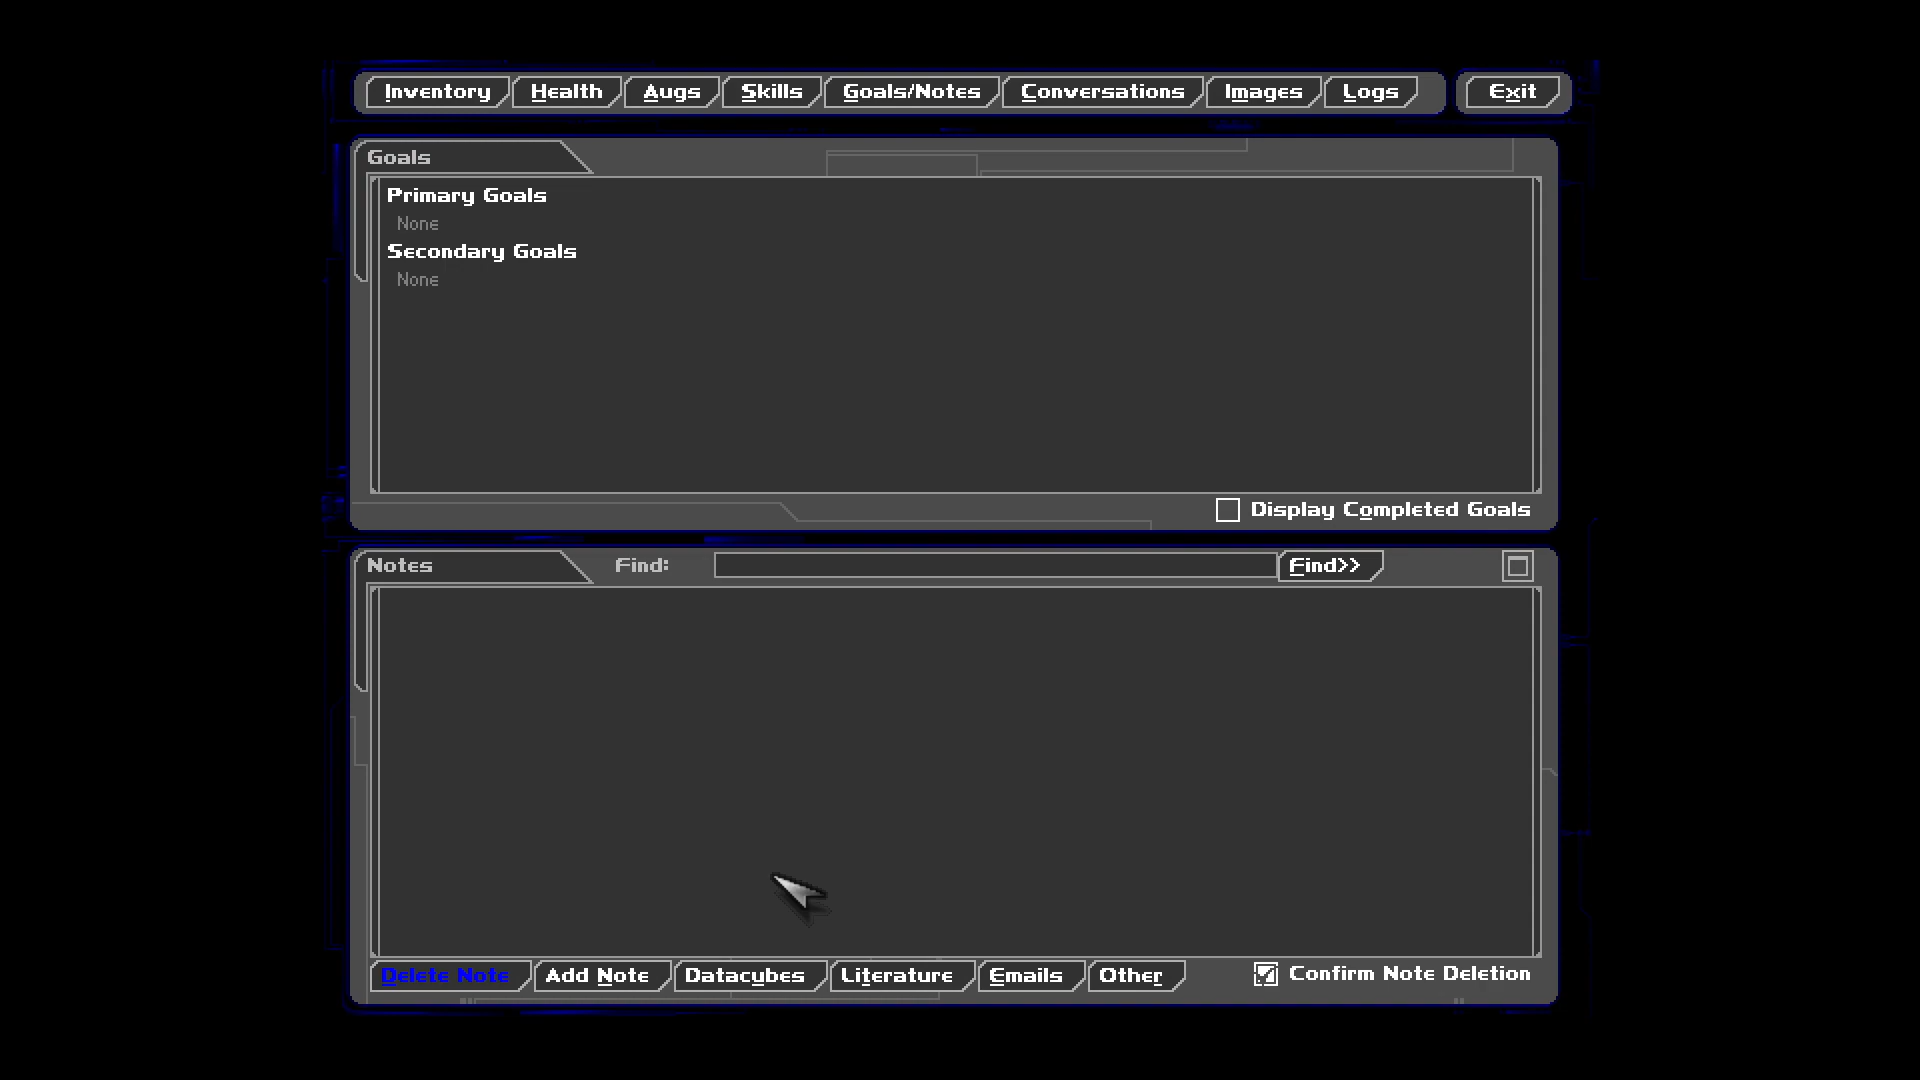 Inventory Health Augs Skills Goals/Notes Conversations Images Logs Exit
Goals
Primary Goals
None
Secondary Goals
None
Display Completed Goals
Notes Find: Find>>
Delete Note Add Note Datacubes Literature Emails Other Confirm Note Deletion